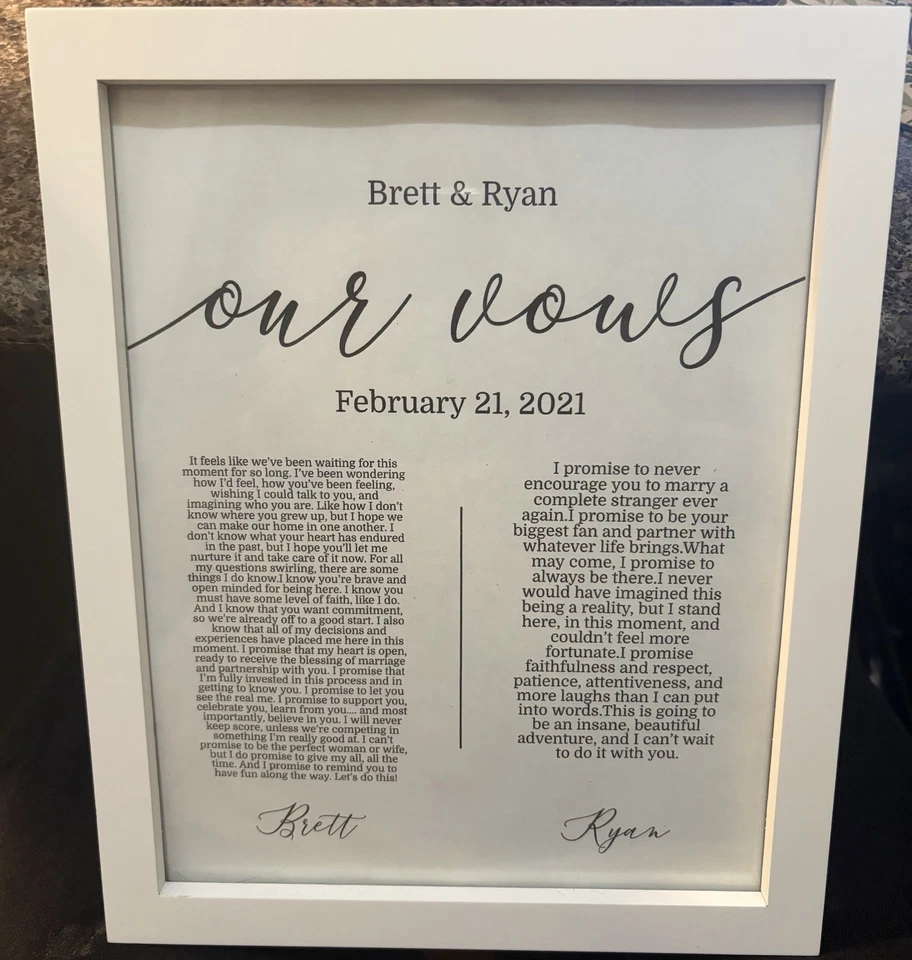 Brett & Ryan
our vows
February 21, 2021
It feels like we've been waiting for this
moment for so long. I've been wondering
how I'd feel, how you've been feeling,
wishing I could talk to you, and
imagining who you are. Like how I don't
know where you grew up, but I hope we
can make our home in one another. I
don't know what your heart has endured
in the past, but I hope you'll let me
nurture it and take care of it now. For all
my questions swirling, there are some
things I do know.I know you're brave and
open minded for being here. I know you
must have some level of faith, like I do.
And I know that you want commitment,
so we're already off to a good start. I also
know that all of my decisions and
experiences have placed me here in this
moment. I promise that my heart is open,
ready to receive the blessing of marriage
and partnership with you. I promise that
I'm fully invested in this process and in
getting to know you. I promise to let you
see the real me. I promise to support you,
celebrate you, learn from you.... and most
importantly, believe in you. I will never
keep score, unless we're competing in
something I'm really good at. I can't
promise to be the perfect woman or wife,
but I do promise to give my all, all the
time. And I promise to remind you to
have fun along the way. Let's do this!
Brett
I promise to never
encourage you to marry a
complete stranger ever
again.I promise to be your
biggest fan and partner with
whatever life brings.What
may come, I promise to
always be there.I never
would have imagined this
being a reality, but I stand
here, in this moment, and
couldn't feel more
fortunate.I promise
faithfulness and respect,
patience, attentiveness, and
more laughs than I can put
into words.This is going to
be an insane, beautiful
adventure, and I can't wait
to do it with you.
Ryan